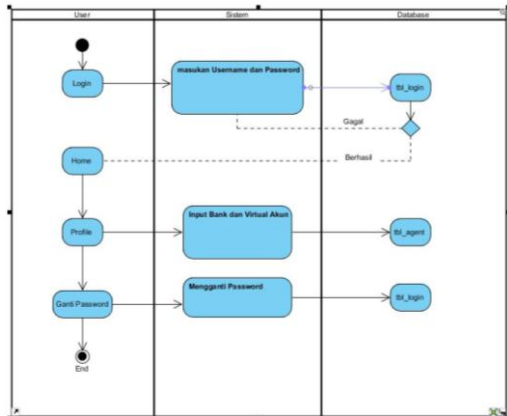 User Sistem Database
masukan Username dan Password
Login tbl_login
Gagal
Home Berhasil
Input Bank dan Virtual Akun
Profile tbl_agent
Mengganti Password
Ganti Password tbl_login
End